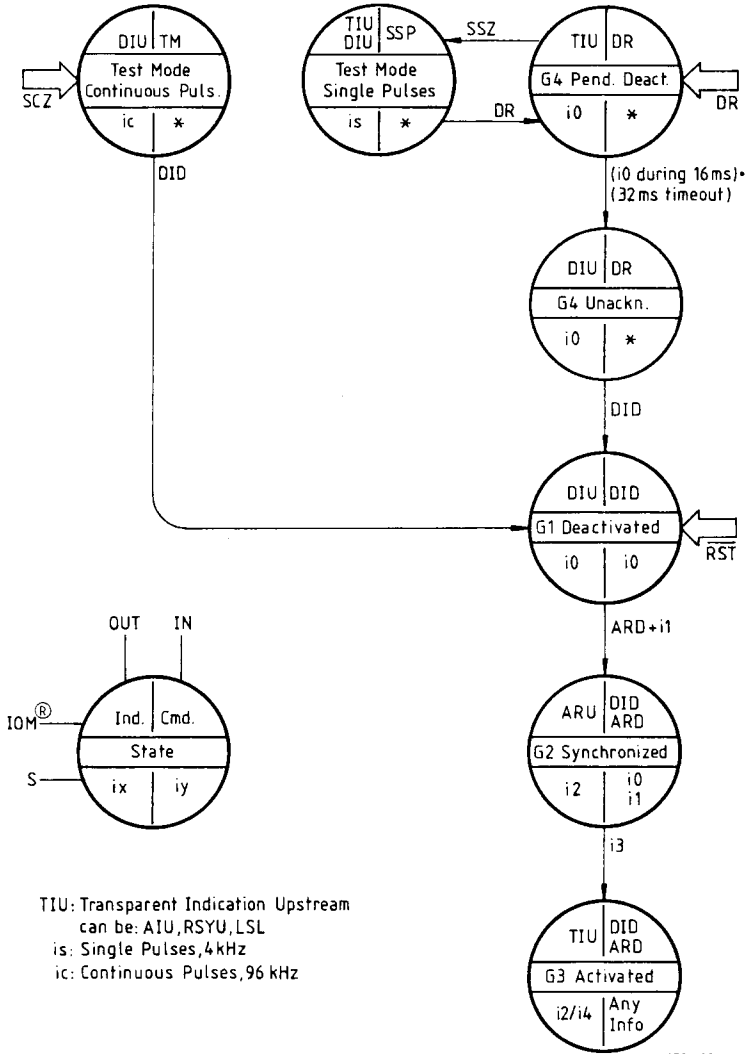 DIU TM
Test Mode
Continuous Puls.
ic *
SCZ
DID
TIU
DIU SSP
Test Mode
Single Pulses
is *
SSZ
DR
TIU DR
G4 Pend. Deact.
i0 *
DR
(i0 during 16ms)•
(32ms timeout)
DIU DR
G4 Unackn.
i0 *
DID
DIU DID
G1 Deactivated
i0 i0
RST
ARD+i1
ARU DID
ARD
G2 Synchronized
i2 i0
i1
i3
TIU DID
ARD
G3 Activated
i2/i4 Any
Info
OUT IN
IOM®
Ind. Cmd.
State
S
ix iy
TIU: Transparent Indication Upstream
can be: AIU,RSYU,LSL
is: Single Pulses,4kHz
ic: Continuous Pulses,96 kHz